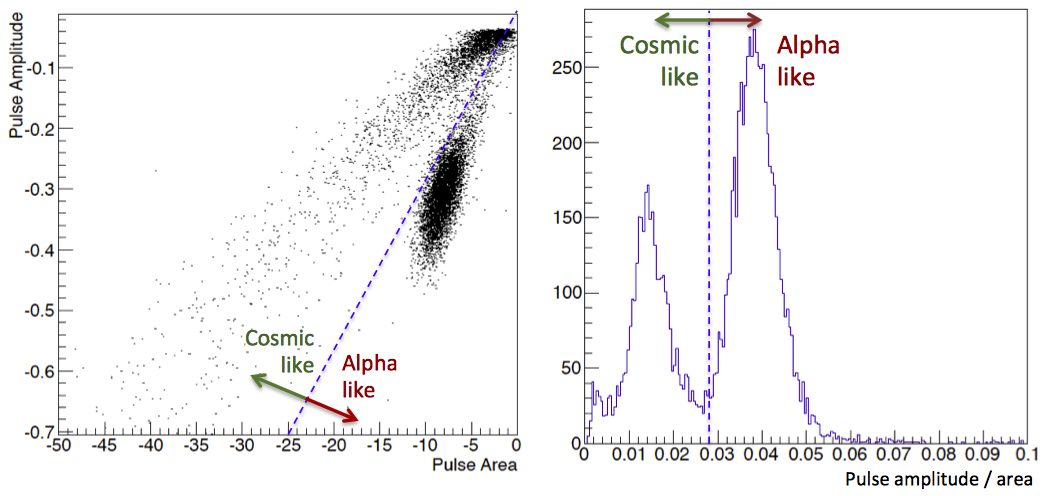 Pulse Amplitude
-0.1
-0.2
-0.3
-0.4
-0.5
-0.6
-0.7
Cosmic
like
Alpha
like
-50 -45 -40 -35 -30 -25 -20 -15 -10 -5 0
Pulse Area
Cosmic
like
Alpha
like
250
200
150
100
50
0
0 0.01 0.02 0.03 0.04 0.05 0.06 0.07 0.08 0.09 0.1
Pulse amplitude / area